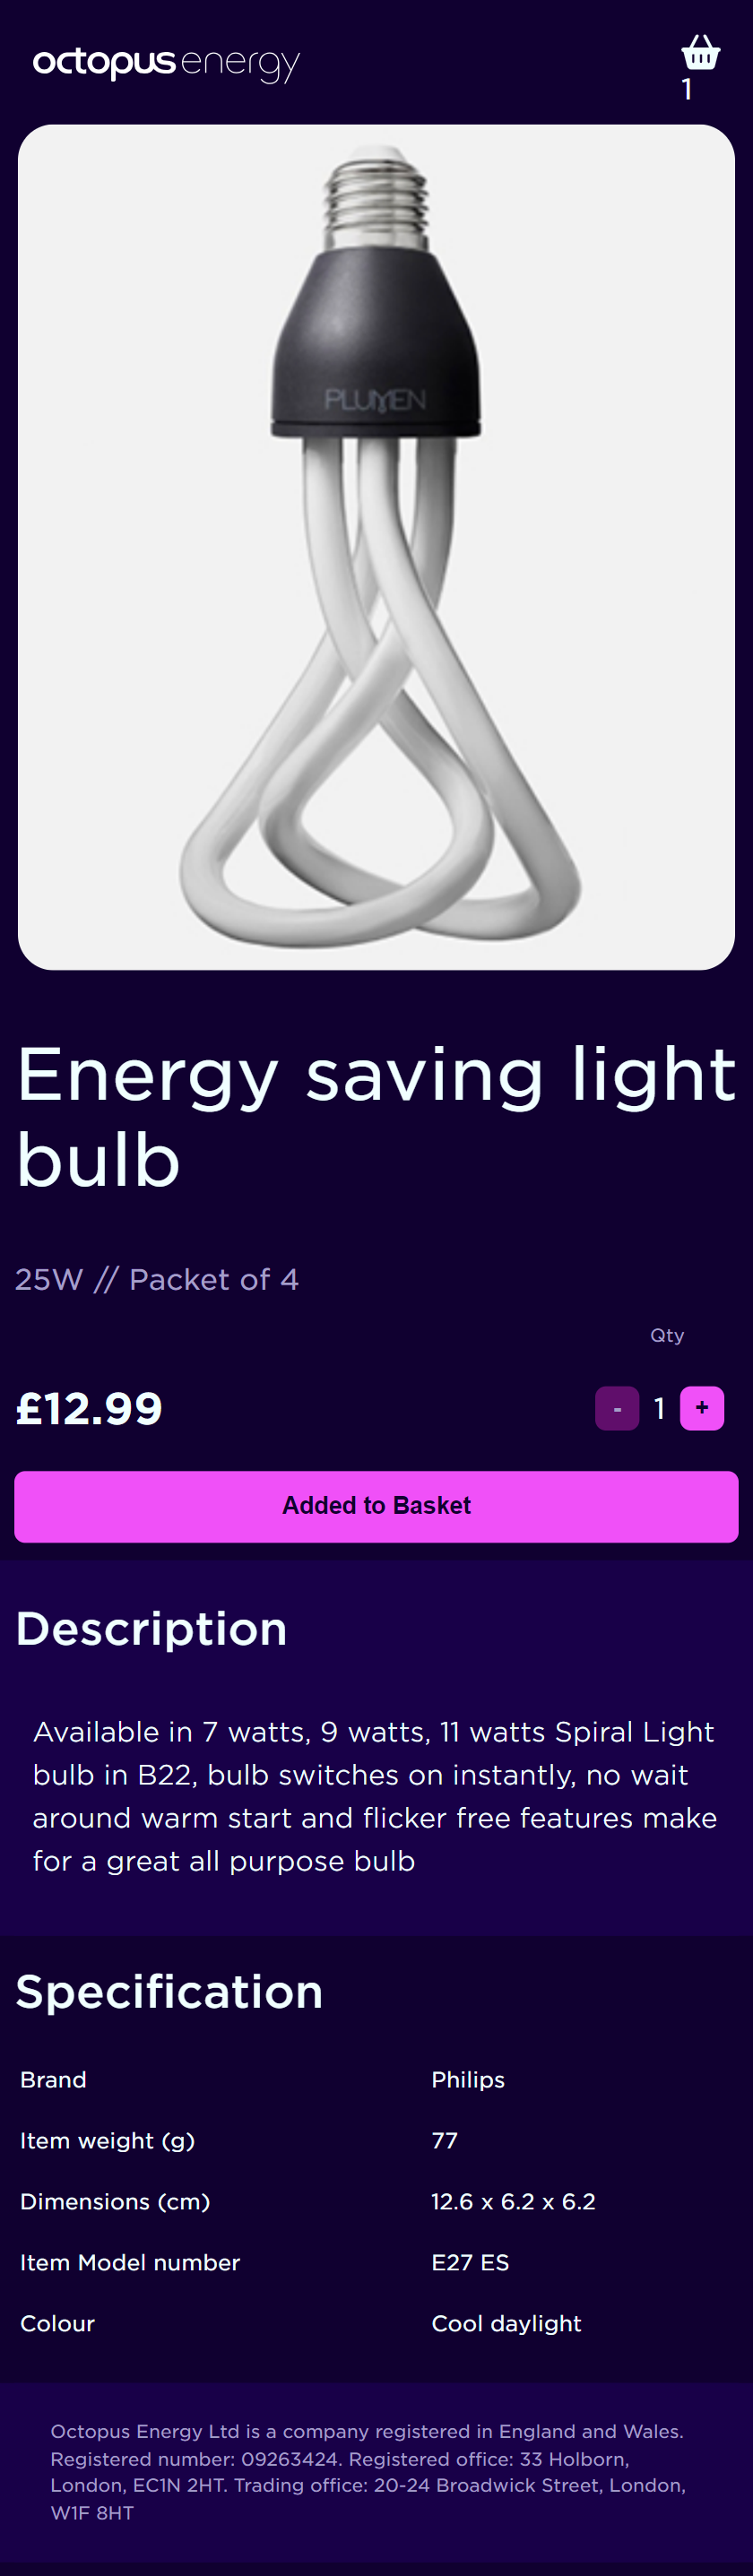 octopus energy
1
PLUMEN
Energy saving light
bulb
25W // Packet of 4
Qty
£12.99
- 1 +
Added to Basket
Description
Available in 7 watts, 9 watts, 11 watts Spiral Light
bulb in B22, bulb switches on instantly, no wait
around warm start and flicker free features make
for a great all purpose bulb
Specification
Brand Philips
Item weight (g) 77
Dimensions (cm) 12.6 x 6.2 x 6.2
Item Model number E27 ES
Colour Cool daylight
Octopus Energy Ltd is a company registered in England and Wales.
Registered number: 09263424. Registered office: 33 Holborn,
London, EC1N 2HT. Trading office: 20-24 Broadwick Street, London,
W1F 8HT